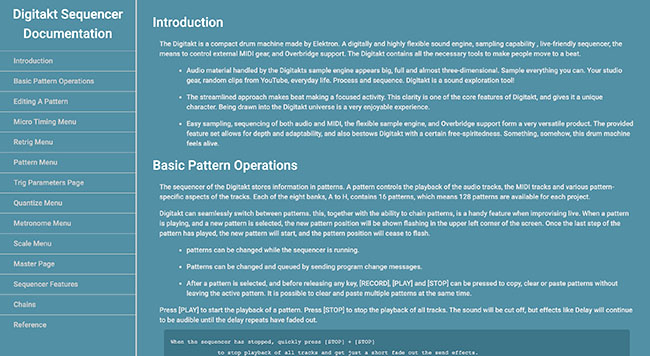 Digitakt Sequencer
Documentation
Introduction
Basic Pattern Operations
Editing A Pattern
Micro Timing Menu
Retrig Menu
Pattern Menu
Trig Parameters Page
Quantize Menu
Metronome Menu
Scale Menu
Master Page
Sequencer Features
Chains
Reference
Introduction
The Digitakt is a compact drum machine made by Elektron. A digitally and highly flexible sound engine, sampling capability , live-friendly sequencer, the
means to control external MIDI gear, and Overbridge support. The Digitakt contains all the necessary tools to make people move to a beat.
Audio material handled by the Digitakts sample engine appears big, full and almost three-dimensional. Sample everything you can. Your studio
gear, random clips from YouTube, everyday life. Process and sequence. Digitakt is a sound exploration tool!
The streamlined approach makes beat making a focused activity. This clarity is one of the core features of Digitakt, and gives it a unique
character. Being drawn into the Digitakt universe is a very enjoyable experience.
Easy sampling, sequencing of both audio and MIDI, the flexible sample engine, and Overbridge support form a very versatile product. The provided
feature set allows for depth and adaptability, and also bestows Digitakt with a certain free-spiritedness. Something, somehow, this drum machine
feels alive.
Basic Pattern Operations
The sequencer of the Digitakt stores information in patterns. A pattern controls the playback of the audio tracks, the MIDI tracks and various pattern-
specific aspects of the tracks. Each of the eight banks, A to H, contains 16 patterns, which means 128 patterns are available for each project.
Digitakt can seamlessly switch between patterns. this, together with the ability to chain patterns, is a handy feature when improvising live. When a pattern
is playing, and a new pattern is selected, the new pattern position will be shown flashing in the upper left corner of the screen. Once the last step of the
pattern has played, the new pattern will start, and the pattern position will cease to flash.
patterns can be changed while the sequencer is running.
Patterns can be changed and queued by sending program change messages.
After a pattern is selected, and before releasing any key, [RECORD], [PLAY] and [STOP] can be pressed to copy, clear or paste patterns without
leaving the active pattern. It is possible to clear and paste multiple patterns at the same time.
Press [PLAY] to start the playback of a pattern. Press [STOP] to stop the playback of all tracks. The sound will be cut off, but effects like Delay will continue
to be audible until the delay repeats have faded out.
When the sequencer has stopped, quickly press [STOP] + [STOP]
to stop playback of all tracks and get just a short fade out the send effects.